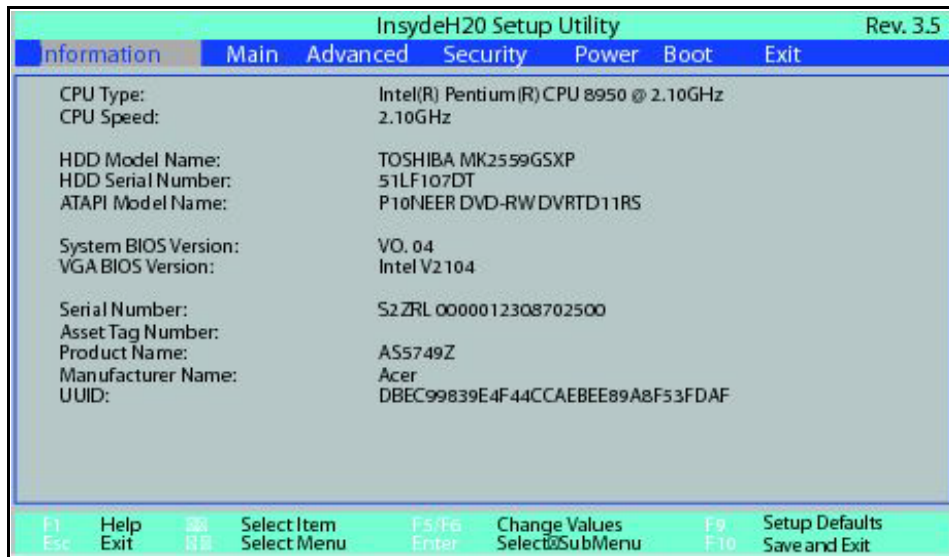 InsydeH20 Setup Utility Rev. 3.5
Information Main Advanced Security Power Boot Exit
CPU Type: Intel(R) Pentium(R) CPU 8950 @ 2.10GHz
CPU Speed: 2.10GHz
HDD Model Name: TOSHIBA MK2559GSXP
HDD Serial Number: 51LF107DT
ATAPI Model Name: P10NEER DVD-RW DVRTD11RS
System BIOS Version: VO. 04
VGA BIOS Version: Intel V2104
Serial Number: S2ZRL 0000012308702500
Asset Tag Number:
Product Name: AS5749Z
Manufacturer Name: Acer
UUID: DBEC99839E4F44CCAEBEE89A8F53FDAF
F1 Help Select Item F5/F6 Change Values F9 Setup Defaults
Esc Exit Select Menu Enter Select SubMenu F10 Save and Exit